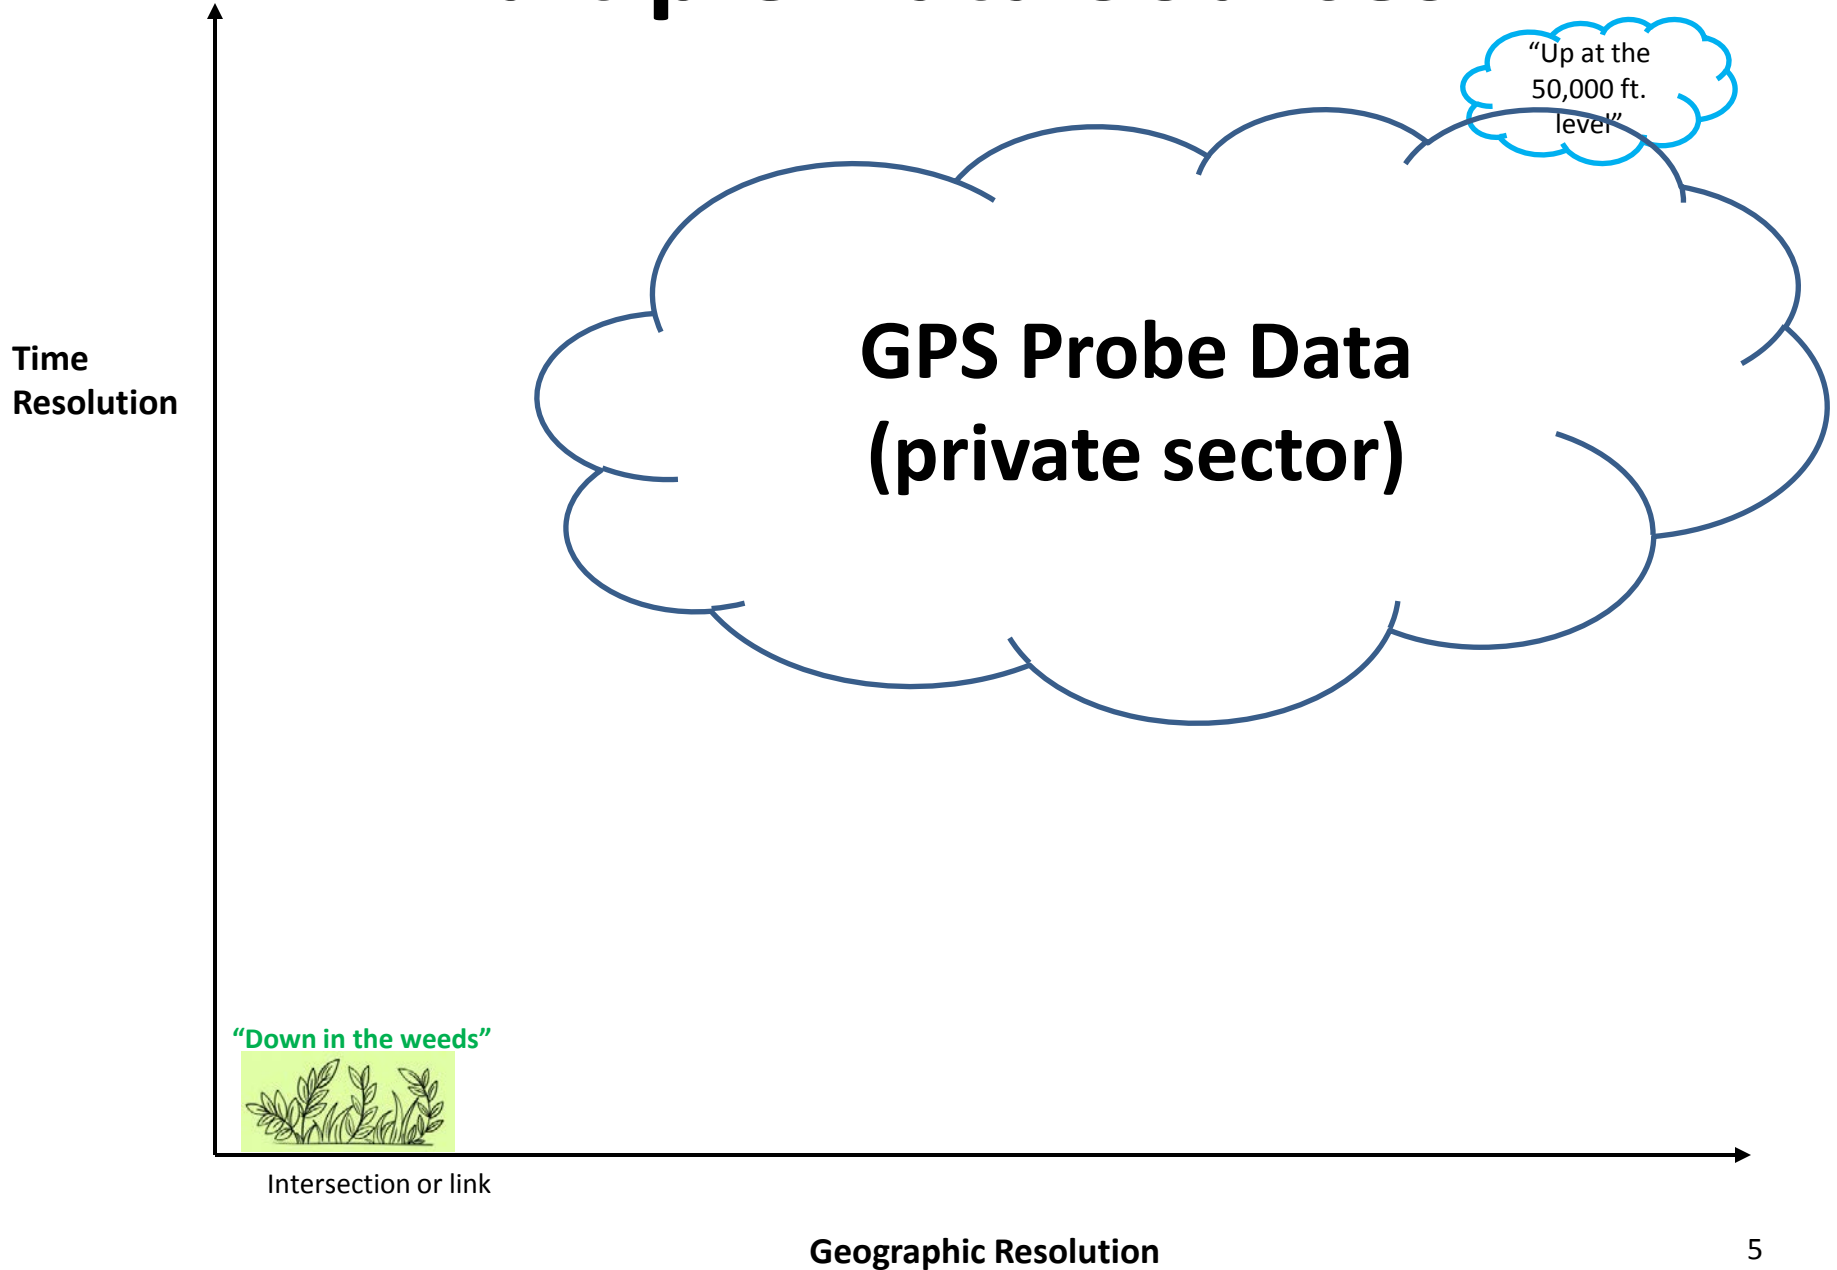 “Up at the
50,000 ft.
level”
GPS Probe Data
(private sector)
Time
Resolution
“Down in the weeds”
Intersection or link
Geographic Resolution
5